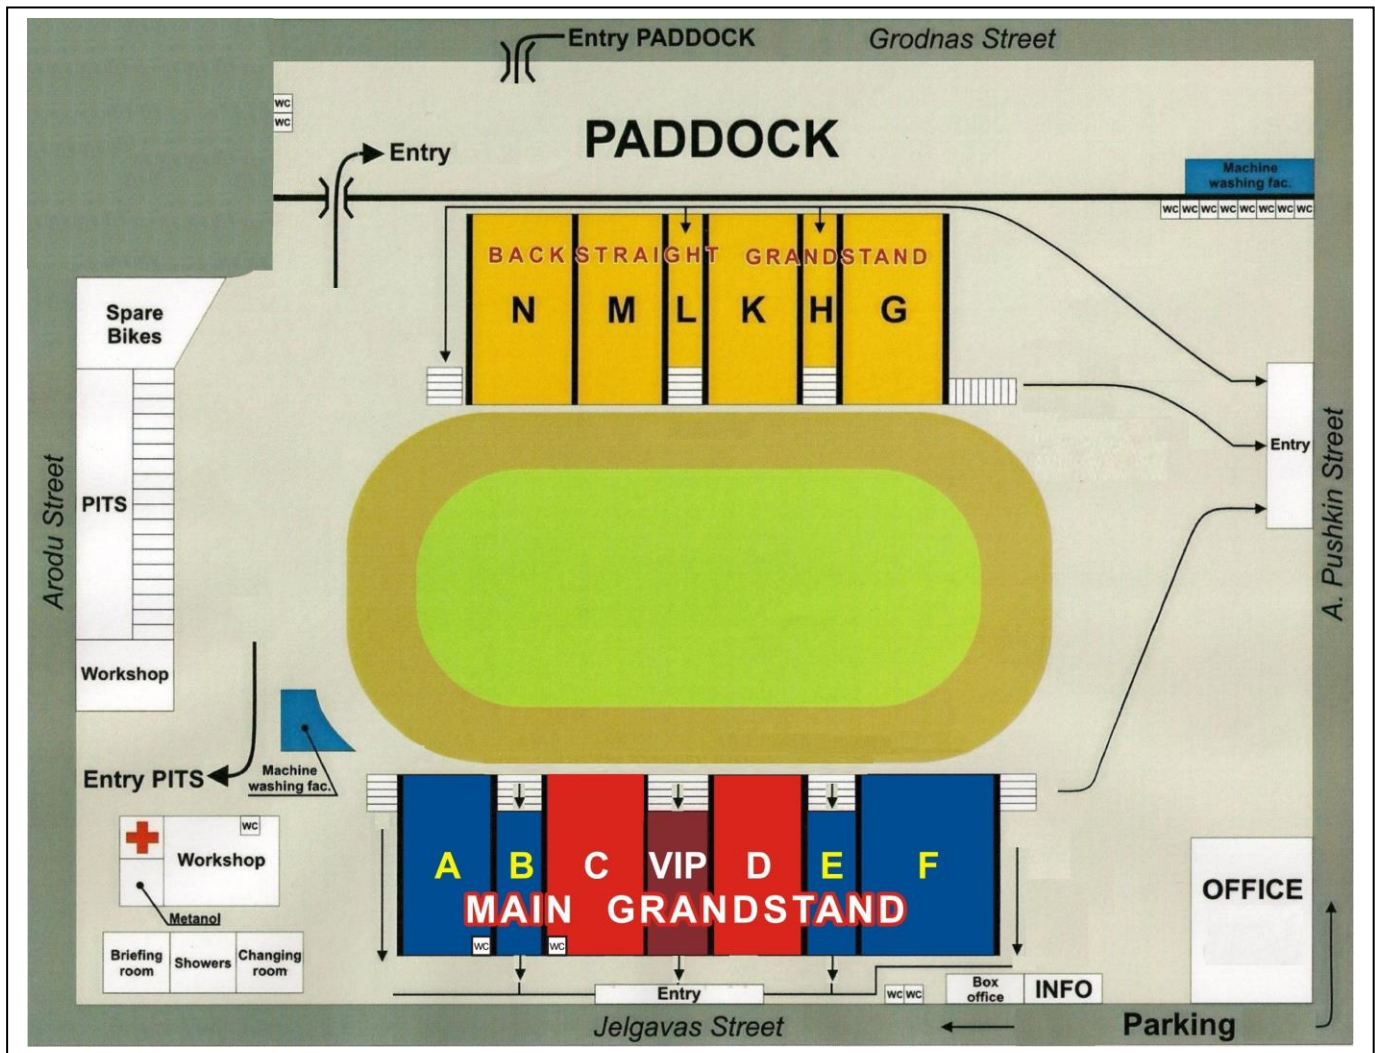 Entry PADDOCK
Grodnas Street
WC
WC
PADDOCK
Entry
Machine
washing fac.
WC WC WC WC WC WC WC WC
BACK STRAIGHT GRANDSTAND
N M L K H G
Spare
Bikes
PITS
Arodu Street
Workshop
Entry
A. Pushkin Street
Entry PITS
Machine
washing fac.
WC
Workshop
Metanol
Briefing
room
Showers
Changing
room
A B C VIP D E F
MAIN GRANDSTAND
WC
WC
Entry
WC WC
Box
office
INFO
OFFICE
Jelgavas Street
Parking